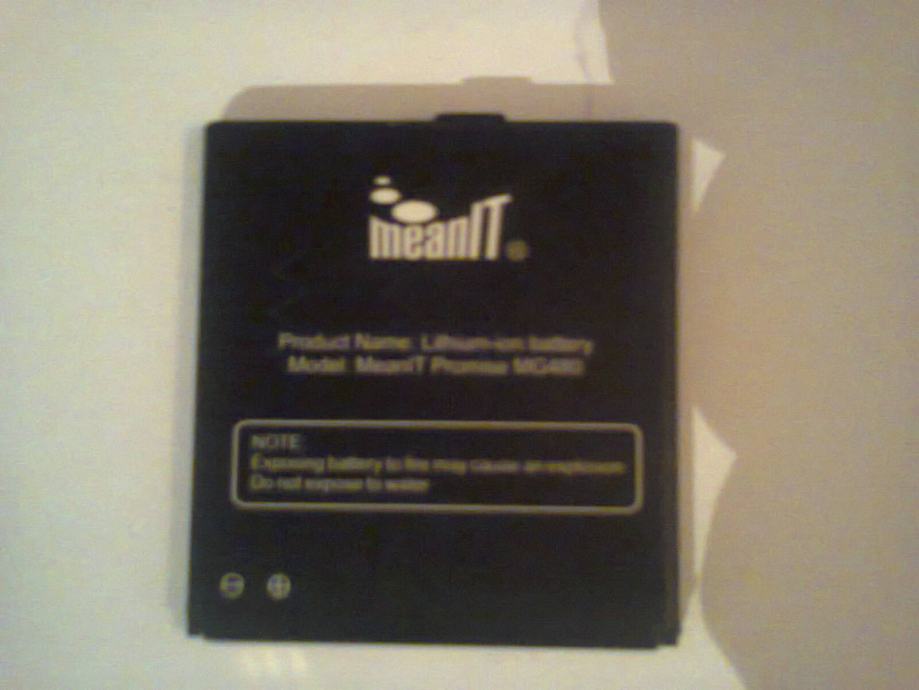 meanIT®
Product Name: Lithium-ion battery
Model: MeanIT Promise MG480
NOTE:
Exposing battery to fire may cause an explosion
Do not expose to water
⊖ ⊕